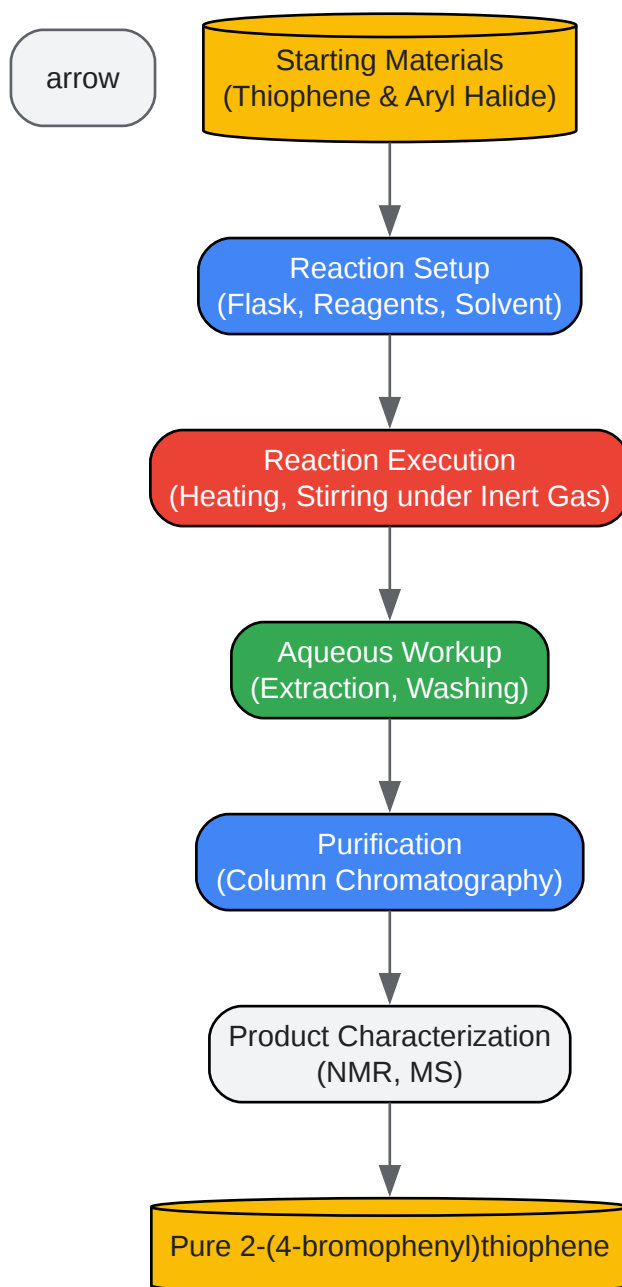 arrow
Starting Materials
(Thiophene & Aryl Halide)
Reaction Setup
(Flask, Reagents, Solvent)
Reaction Execution
(Heating, Stirring under Inert Gas)
Aqueous Workup
(Extraction, Washing)
Purification
(Column Chromatography)
Product Characterization
(NMR, MS)
Pure 2-(4-bromophenyl)thiophene